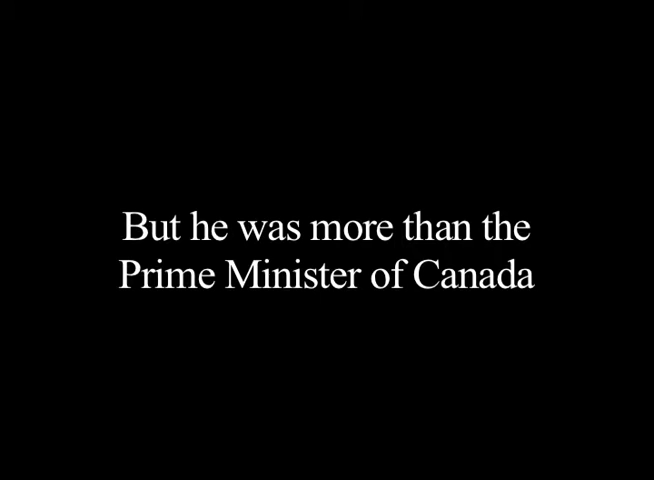 But he was more than the
Prime Minister of Canada